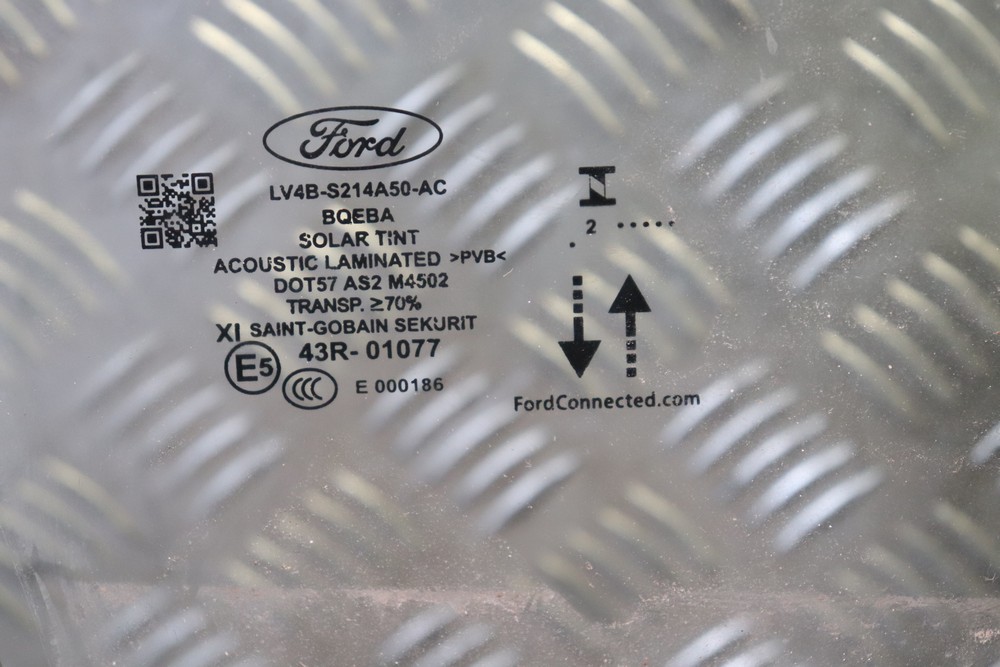 Ford
LV4B-S214A50-AC
BQEBA
SOLAR TINT
ACOUSTIC LAMINATED >PVB<
DOT57 AS2 M4502
TRANSP. ≥70%
XI SAINT-GOBAIN SEKURIT
E5 43R-01077
CCC E 000186
2 .....
.
FordConnected.com